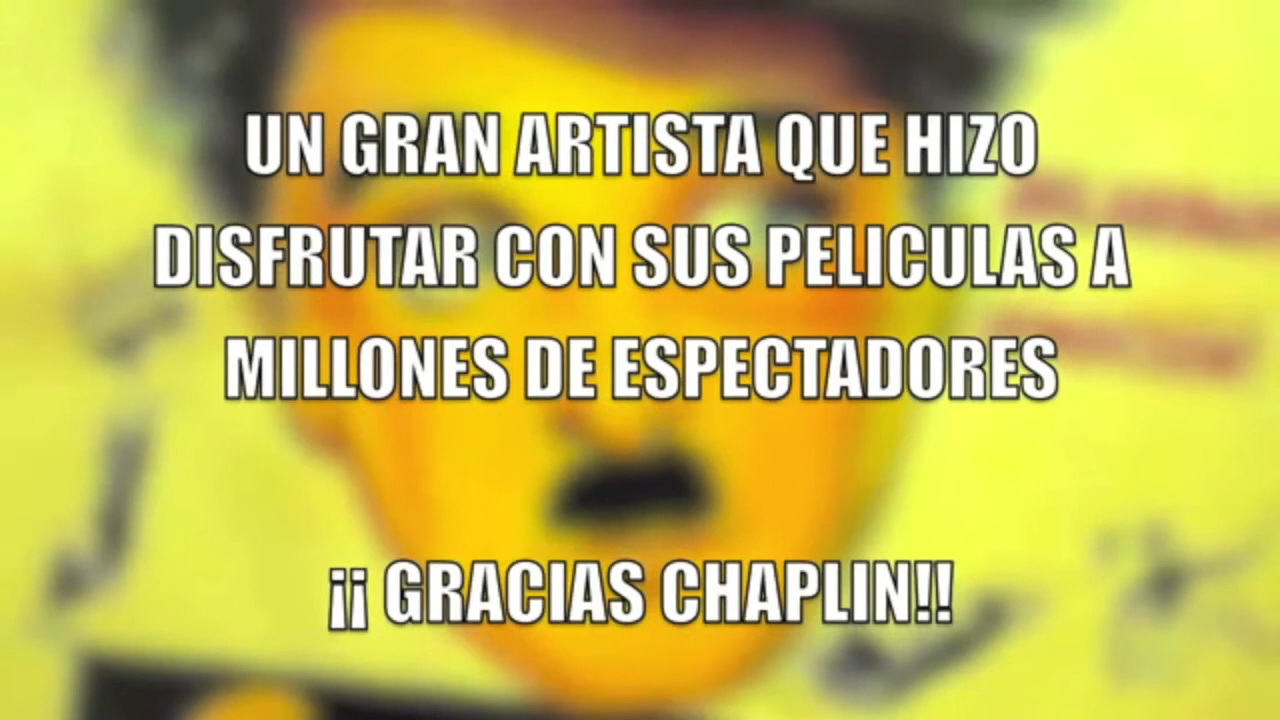 UN GRAN ARTISTA QUE HIZO
DISFRUTAR CON SUS PELICULAS A
MILLONES DE ESPECTADORES
¡¡ GRACIAS CHAPLIN!!